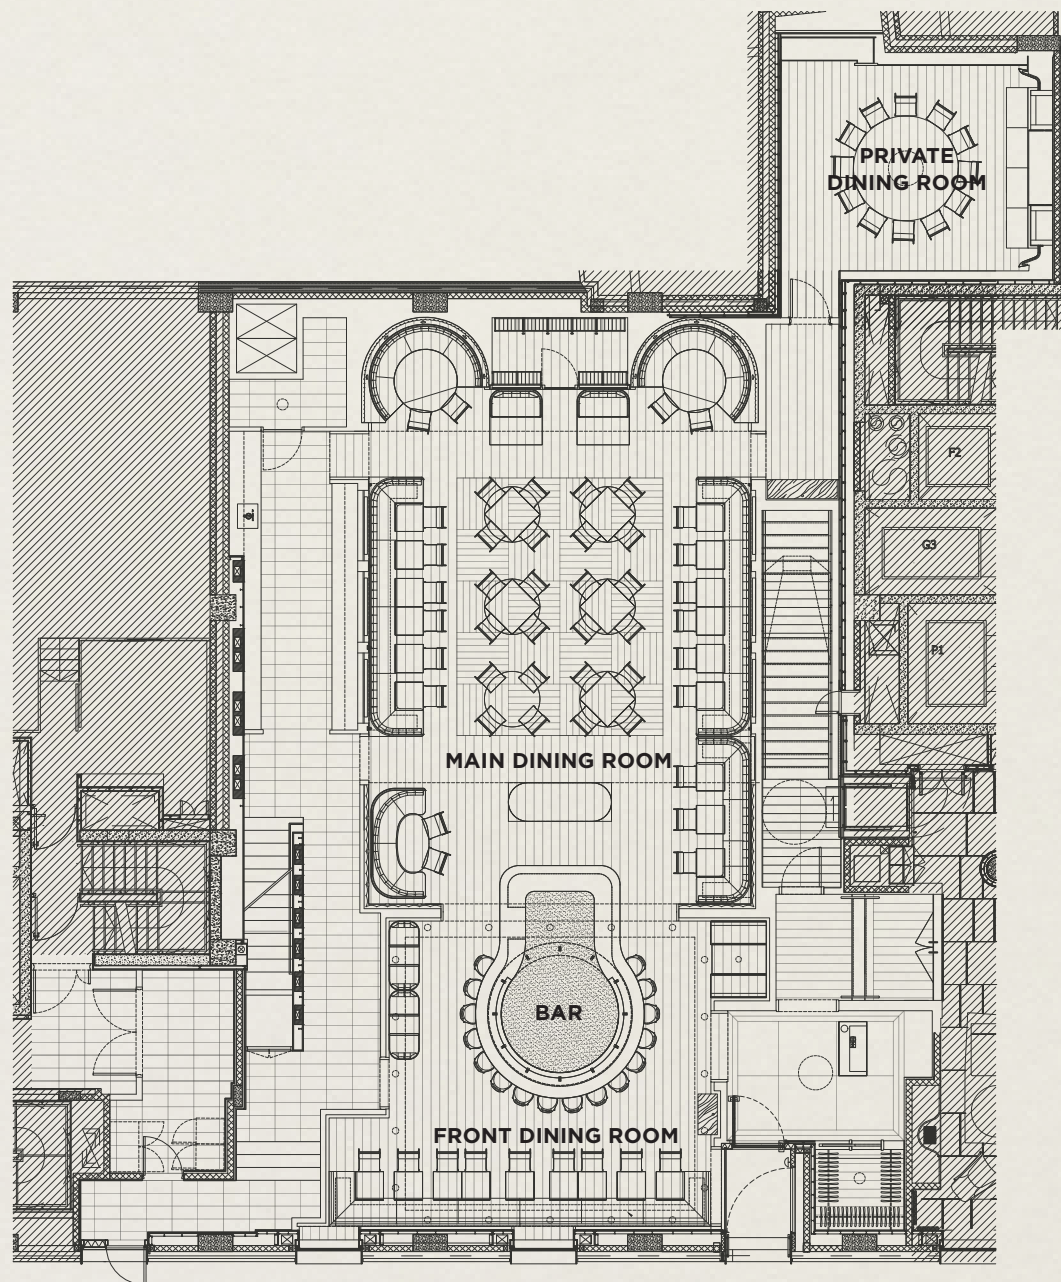 PRIVATE
DINING ROOM
F2
G3
P1
MAIN DINING ROOM
BAR
FRONT DINING ROOM